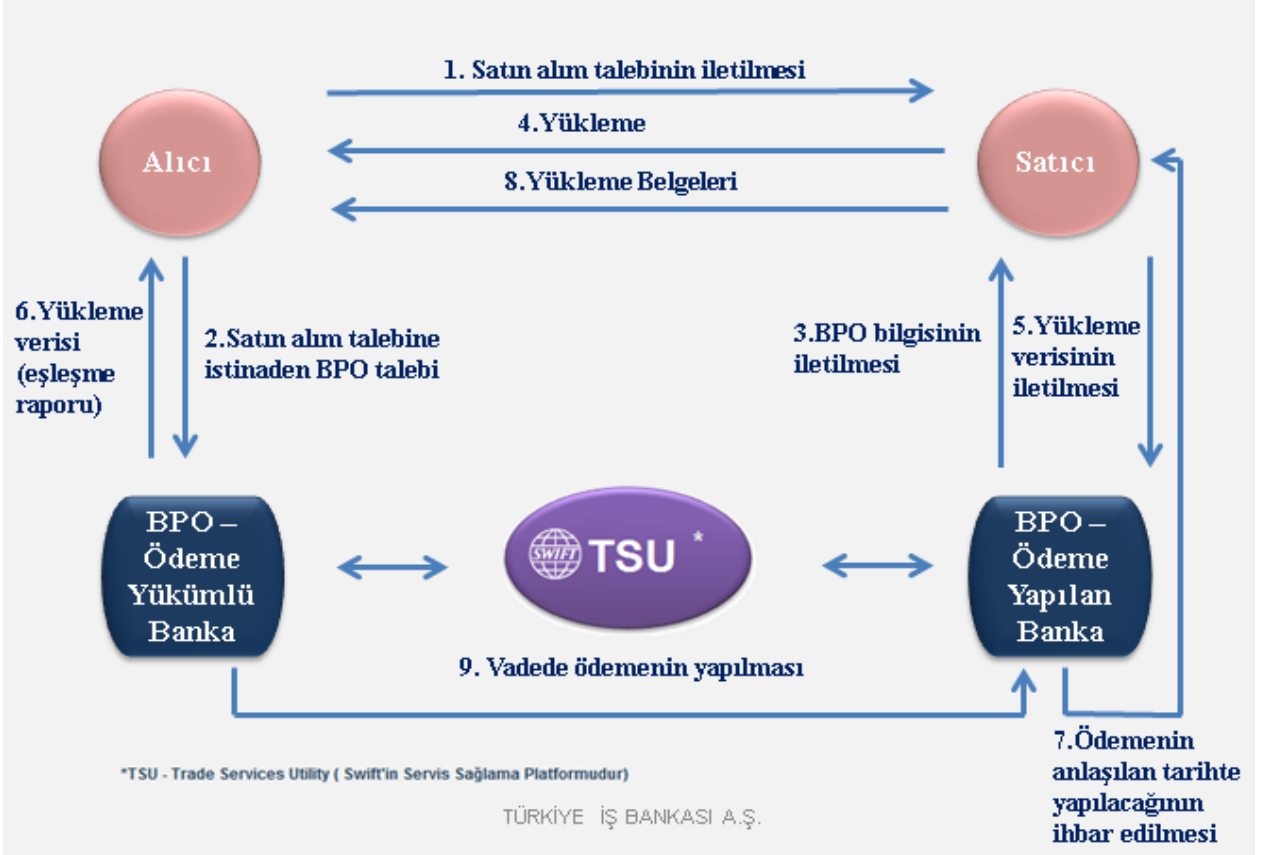 1. Satın alım talebinin iletilmesi
4.Yükleme
8.Yükleme Belgeleri
Alıcı
Satıcı
6.Yükleme
verisi
(eşleşme
raporu)
2.Satın alım talebine
istinaden BPO talebi
3.BPO bilgisinin
iletilmesi
5.Yükleme
verisinin
iletilmesi
BPO –
Ödeme
Yükümlü
Banka
SWIFT TSU *
BPO –
Ödeme
Yapılan
Banka
9. Vadede ödemenin yapılması
7.Ödemenin
anlaşılan tarihte
yapılacağının
ihbar edilmesi
*TSU - Trade Services Utility ( Swift'in Servis Sağlama Platformudur)
TÜRKİYE İŞ BANKASI A.Ş.